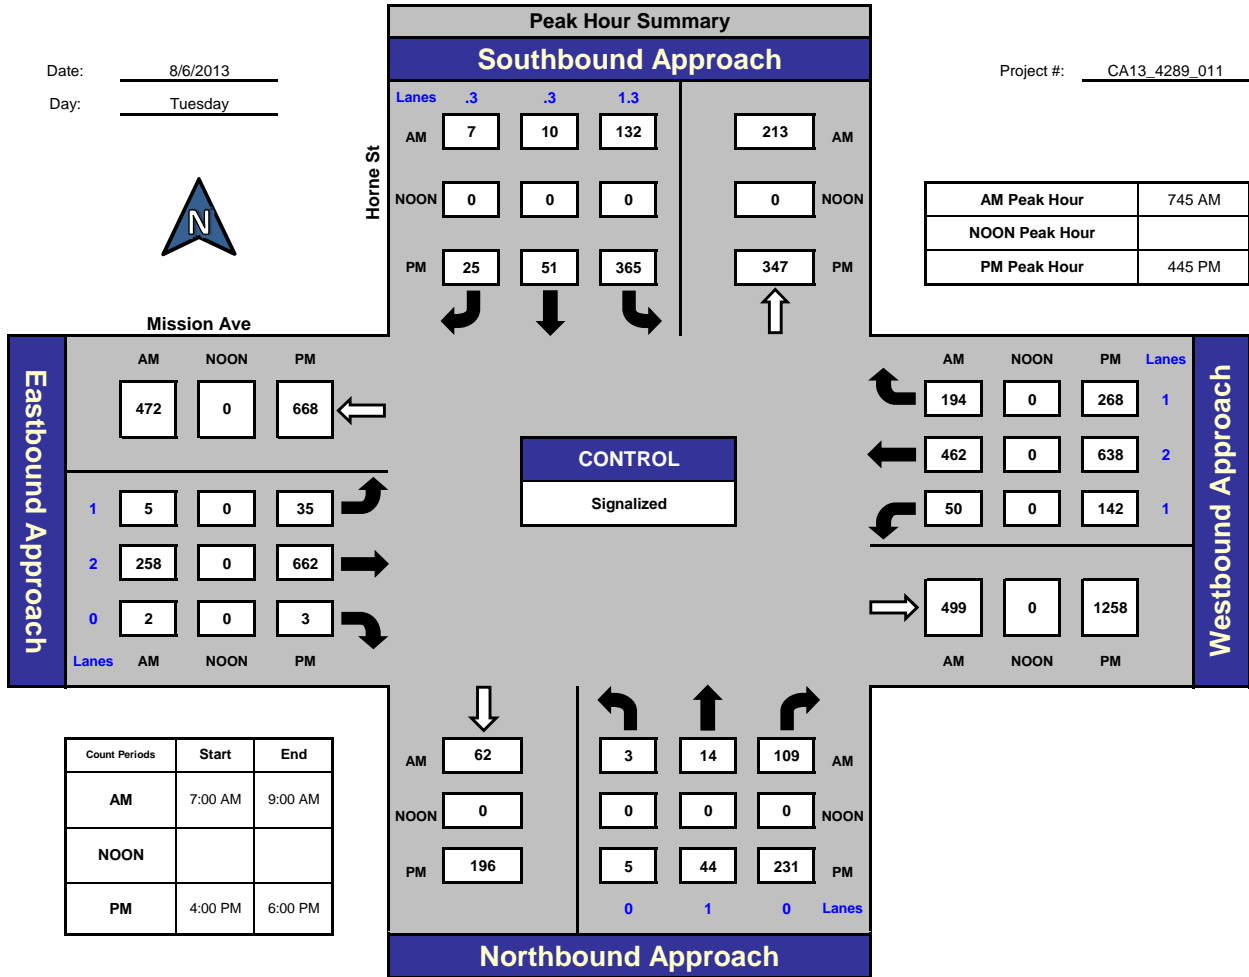 Peak Hour Summary
Southbound Approach
Date: 8/6/2013
Project #: CA13_4289_011
Day: Tuesday
Lanes .3 .3 1.3
AM 7 10 132 213 AM
Horne St
N
NOON 0 0 0 0 NOON
AM Peak Hour 745 AM
NOON Peak Hour
PM Peak Hour 445 PM
PM 25 51 365 347 PM
Mission Ave
Eastbound Approach
AM NOON PM
472 0 668
1 5 0 35
2 258 0 662
0 2 0 3
Lanes AM NOON PM
CONTROL
Signalized
AM NOON PM Lanes
194 0 268 1
462 0 638 2
50 0 142 1
499 0 1258
AM NOON PM
Westbound Approach
Count Periods Start End
AM 7:00 AM 9:00 AM
NOON
PM 4:00 PM 6:00 PM
AM 62 3 14 109 AM
NOON 0 0 0 0 NOON
PM 196 5 44 231 PM
0 1 0 Lanes
Northbound Approach